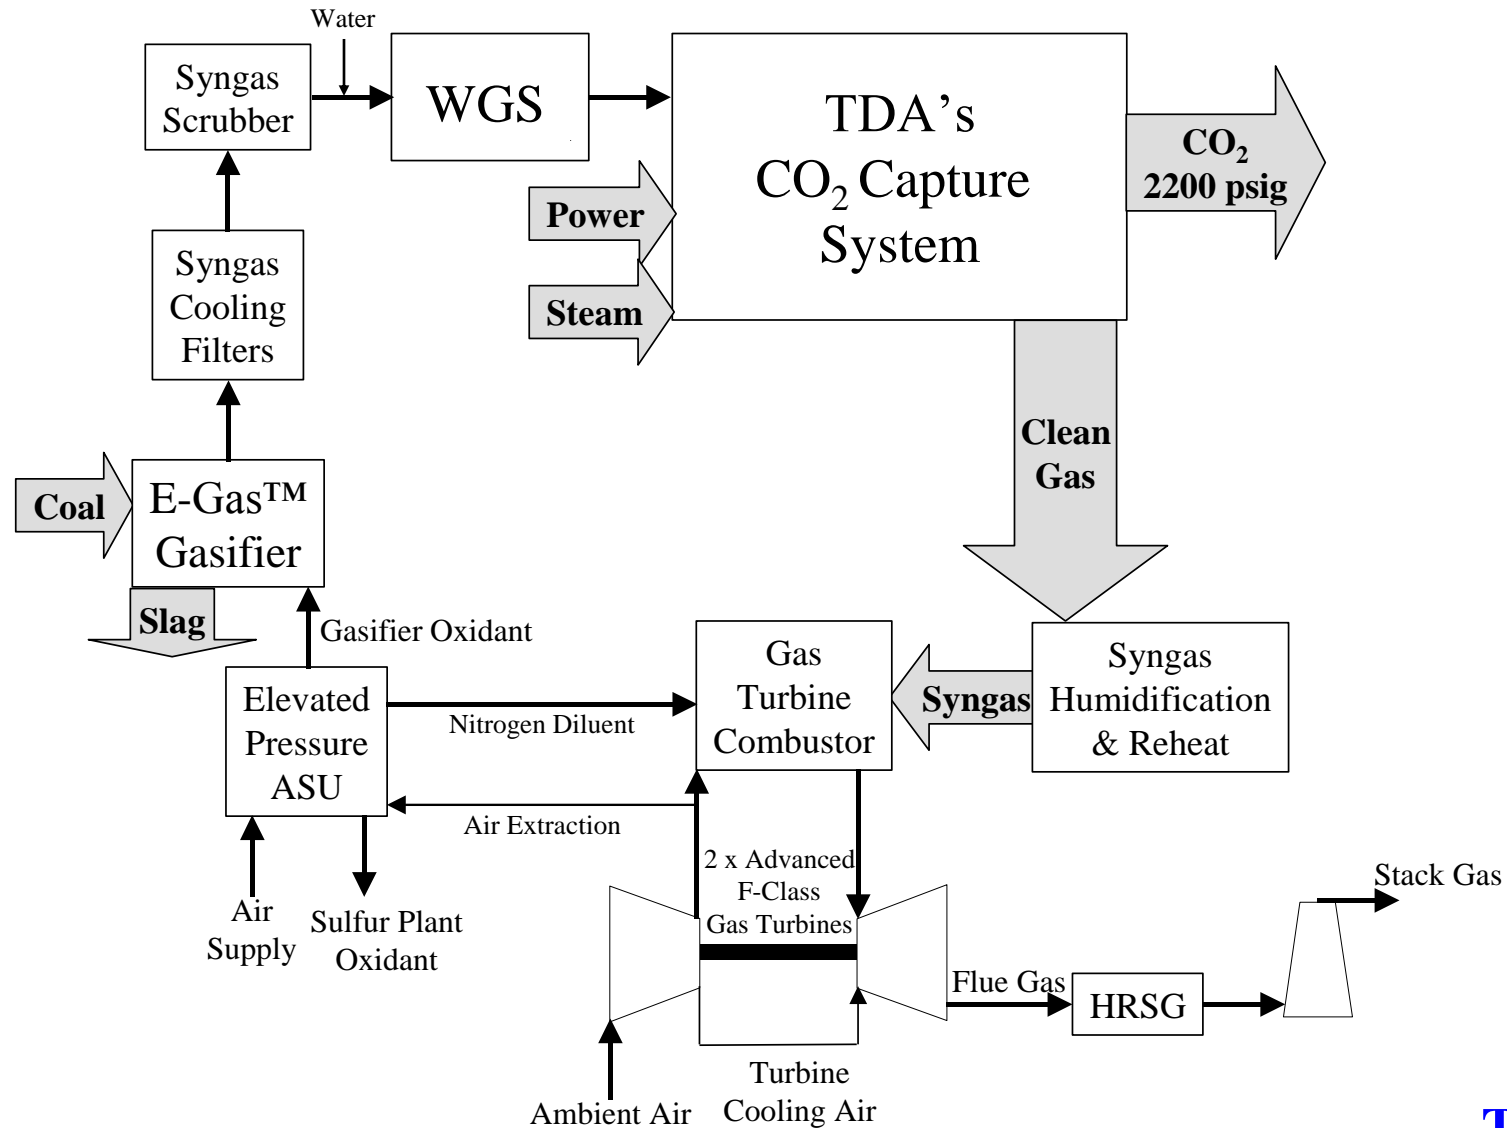 Water
Syngas
Scrubber
WGS
TDA's
CO₂ Capture
System
CO₂
2200 psig
Power
Steam
Syngas
Cooling
Filters
Clean
Gas
Coal
E-Gas™
Gasifier
Slag
Gasifier Oxidant
Gas
Turbine
Combustor
Syngas
Syngas
Humidification
& Reheat
Elevated
Pressure
ASU
Nitrogen Diluent
Air Extraction
2 x Advanced
F-Class
Gas Turbines
Stack Gas
Air
Supply
Sulfur Plant
Oxidant
Flue Gas
HRSG
Turbine
Cooling Air
Ambient Air